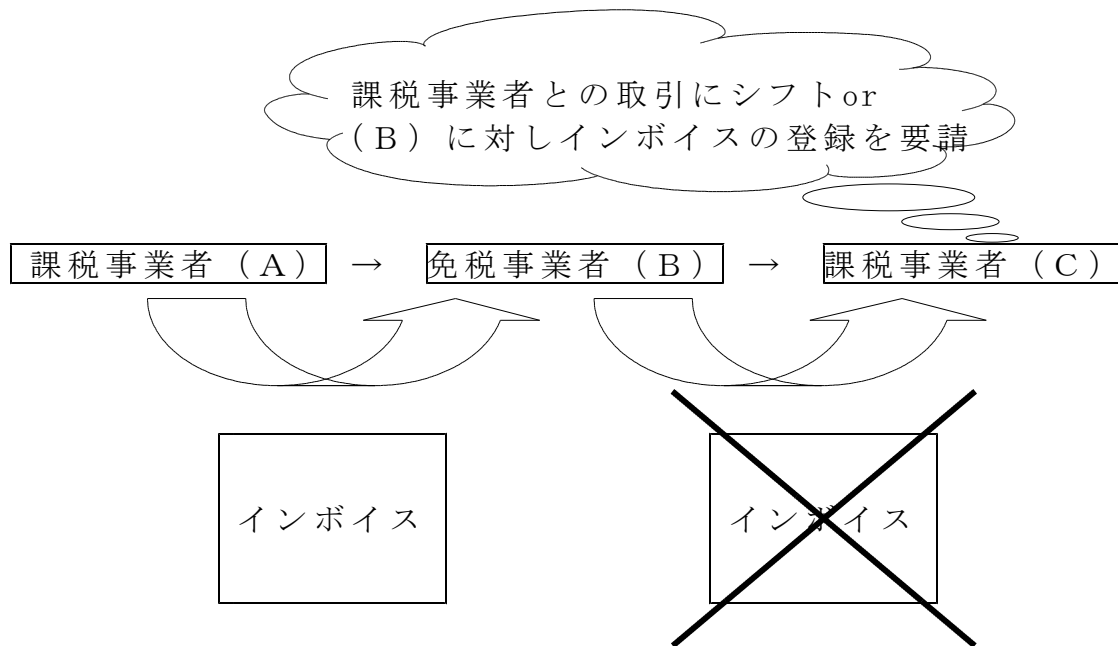 課税事業者との取引にシフトor
（B）に対しインボイスの登録を要請
課税事業者（A） → 免税事業者（B） → 課税事業者（C）
インボイス インボイス